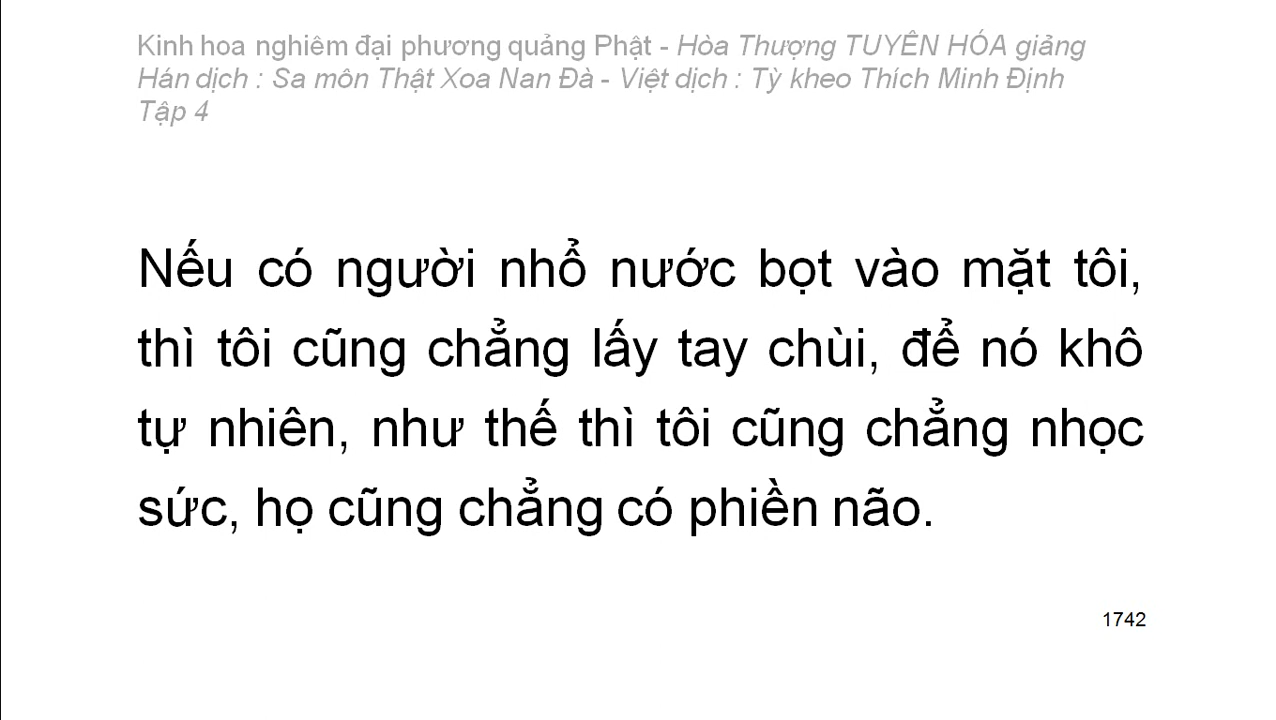 Kinh hoa nghiêm đại phương quảng Phật - Hòa Thượng TUYÊN HÓA giảng
Hán dịch : Sa môn Thật Xoa Nan Đà - Việt dịch : Tỳ kheo Thích Minh Định
Tập 4
Nếu có người nhổ nước bọt vào mặt tôi,
thì tôi cũng chẳng lấy tay chùi, để nó khô
tự nhiên, như thế thì tôi cũng chẳng nhọc
sức, họ cũng chẳng có phiền não.
1742